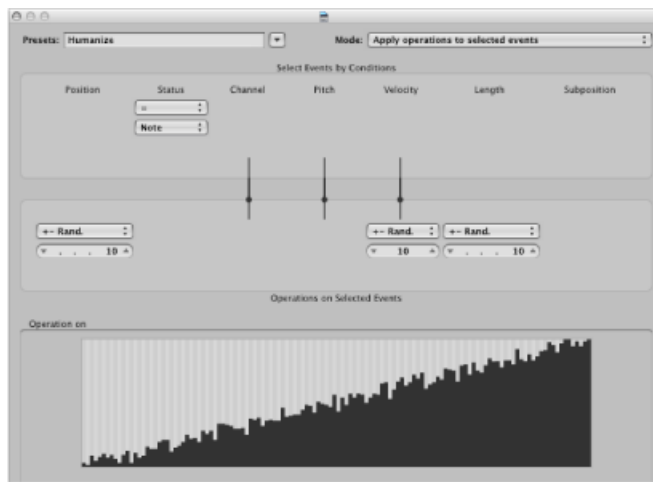 Presets: Humanize Mode: Apply operations to selected events
Select Events by Conditions
Position Status Channel Pitch Velocity Length Subposition
=
Note
+- Rand. +- Rand. +- Rand.
. . . 10 10 . . . 10
Operations on Selected Events
Operation on